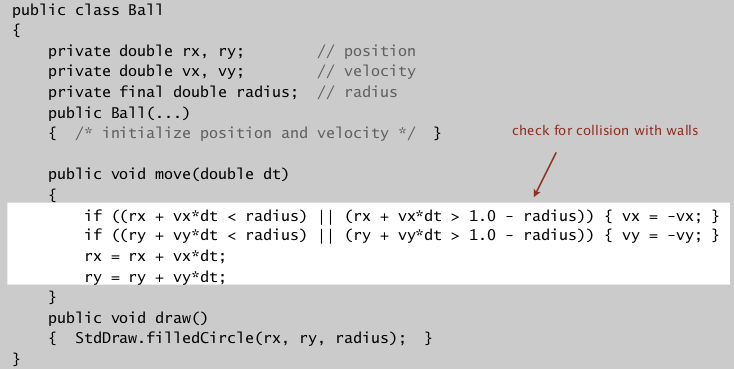 public class Ball
{
private double rx, ry; // position
private double vx, vy; // velocity
private final double radius; // radius
public Ball(...)
{ /* initialize position and velocity */ }
check for collision with walls
public void move(double dt)
{
if ((rx + vx*dt < radius) || (rx + vx*dt > 1.0 - radius)) { vx = -vx; }
if ((ry + vy*dt < radius) || (ry + vy*dt > 1.0 - radius)) { vy = -vy; }
rx = rx + vx*dt;
ry = ry + vy*dt;
}
public void draw()
{ StdDraw.filledCircle(rx, ry, radius); }
}